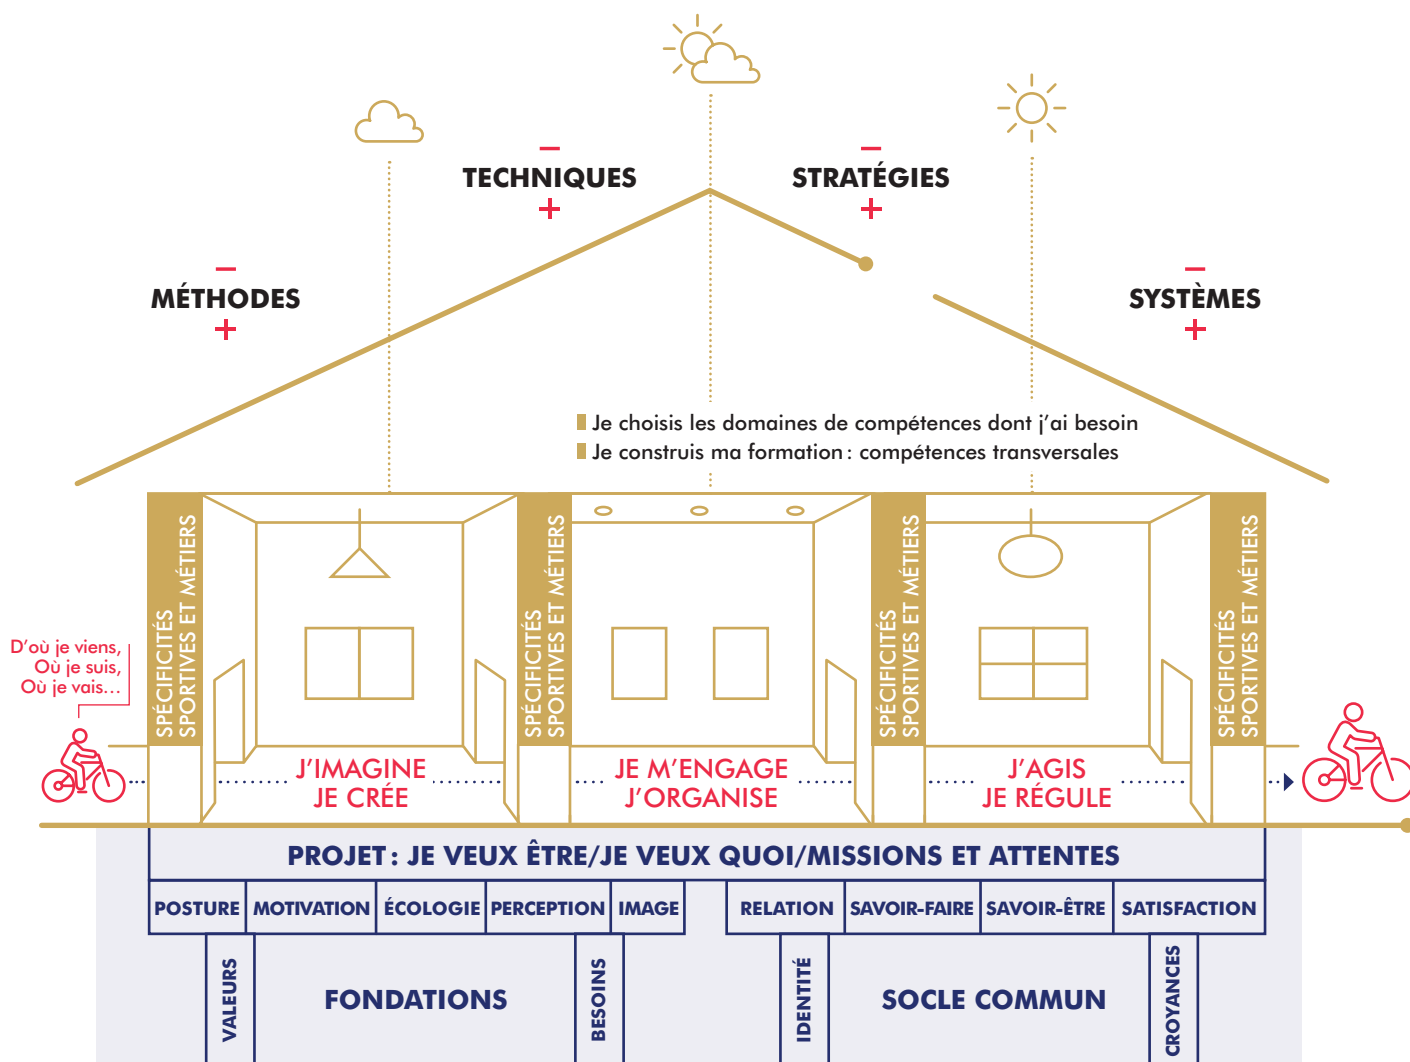 TECHNIQUES
STRATÉGIES
MÉTHODES
SYSTÈMES
Je choisis les domaines de compétences dont j'ai besoin
Je construis ma formation : compétences transversales
SPÉCIFICITÉS
SPORTIVES ET MÉTIERS
SPÉCIFICITÉS
SPORTIVES ET MÉTIERS
SPÉCIFICITÉS
SPORTIVES ET MÉTIERS
SPÉCIFICITÉS
SPORTIVES ET MÉTIERS
D'où je viens,
Où je suis,
Où je vais...
J'IMAGINE
JE CRÉE
JE M'ENGAGE
J'ORGANISE
J'AGIS
JE RÉGULE
PROJET : JE VEUX ÊTRE/JE VEUX QUOI/MISSIONS ET ATTENTES
POSTURE
MOTIVATION
ÉCOLOGIE
PERCEPTION
IMAGE
RELATION
SAVOIR-FAIRE
SAVOIR-ÊTRE
SATISFACTION
VALEURS
FONDATIONS
BESOINS
IDENTITÉ
SOCLE COMMUN
CROYANCES